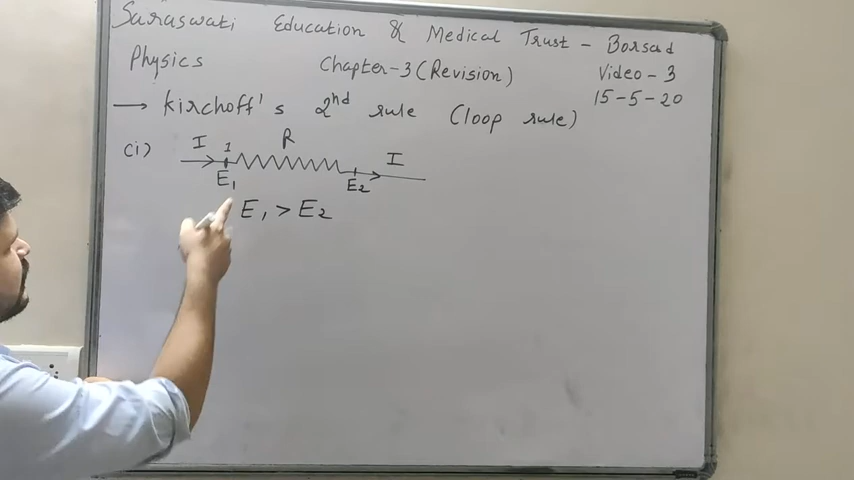 Saraswati Education & Medical Trust - Borsad
Physics Chapter-3 (Revision) Video - 3
15-5-20
→ Kirchoff's 2nd rule (loop rule)
(i) I 1 R I
E1 E2
E1 > E2